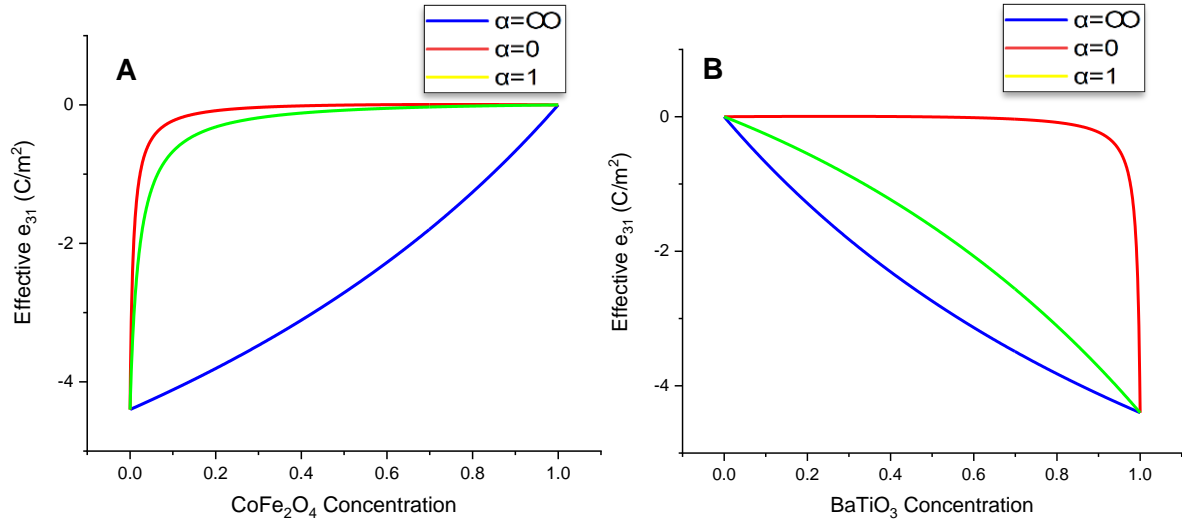 A
α=∞
α=0
α=1
Effective e₃₁ (C/m²)
0
-2
-4
0.0 0.2 0.4 0.6 0.8 1.0
CoFe₂O₄ Concentration
B
α=∞
α=0
α=1
Effective e₃₁ (C/m²)
0
-2
-4
0.0 0.2 0.4 0.6 0.8 1.0
BaTiO₃ Concentration